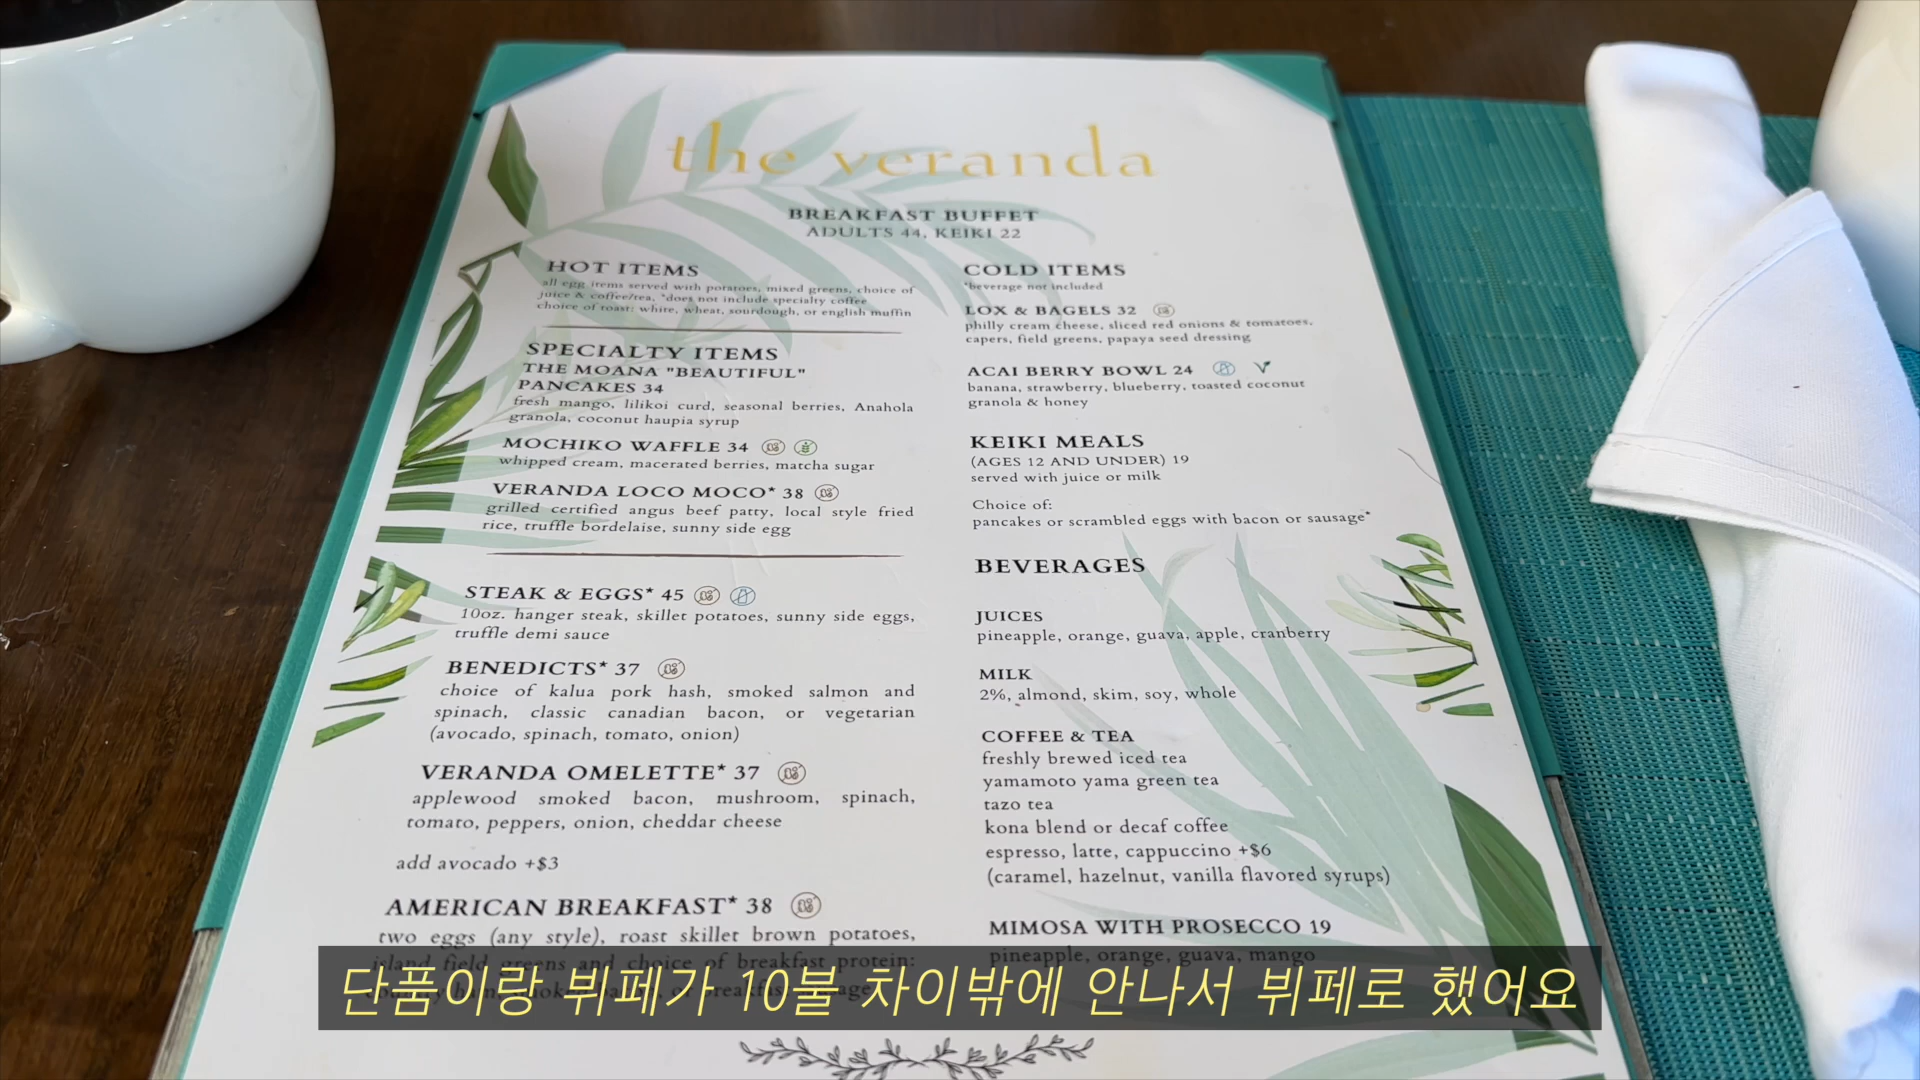 the veranda
BREAKFAST BUFFET
ADULTS 44, KEIKI 22
HOT ITEMS
all egg items served with potatoes, mixed greens, choice of
juice & coffee/tea, *does not include specialty coffee
choice of toast: white, wheat, sourdough, or english muffin
SPECIALTY ITEMS
THE MOANA "BEAUTIFUL"
PANCAKES 34
fresh mango, lilikoi curd, seasonal berries, Anahola
granola, coconut haupia syrup
MOCHIKO WAFFLE 34
whipped cream, macerated berries, matcha sugar
VERANDA LOCO MOCO* 38
grilled certified angus beef patty, local style fried
rice, truffle bordelaise, sunny side egg
STEAK & EGGS* 45
10oz. hanger steak, skillet potatoes, sunny side eggs,
truffle demi sauce
BENEDICTS* 37
choice of kalua pork hash, smoked salmon and
spinach, classic canadian bacon, or vegetarian
(avocado, spinach, tomato, onion)
VERANDA OMELETTE* 37
applewood smoked bacon, mushroom, spinach,
tomato, peppers, onion, cheddar cheese
add avocado +$3
AMERICAN BREAKFAST* 38
two eggs (any style), roast skillet brown potatoes,
island field greens and choice of breakfast protein:
COLD ITEMS
*beverage not included
LOX & BAGELS 32
philly cream cheese, sliced red onions & tomatoes,
capers, field greens, papaya seed dressing
ACAI BERRY BOWL 24
banana, strawberry, blueberry, toasted coconut
granola & honey
KEIKI MEALS
(AGES 12 AND UNDER) 19
served with juice or milk
Choice of:
pancakes or scrambled eggs with bacon or sausage*
BEVERAGES
JUICES
pineapple, orange, guava, apple, cranberry
MILK
2%, almond, skim, soy, whole
COFFEE & TEA
freshly brewed iced tea
yamamoto yama green tea
tazo tea
kona blend or decaf coffee
espresso, latte, cappuccino +$6
(caramel, hazelnut, vanilla flavored syrups)
MIMOSA WITH PROSECCO 19
pineapple, orange, guava, mango
단품이랑 뷔페가 10불 차이밖에 안나서 뷔페로 했어요